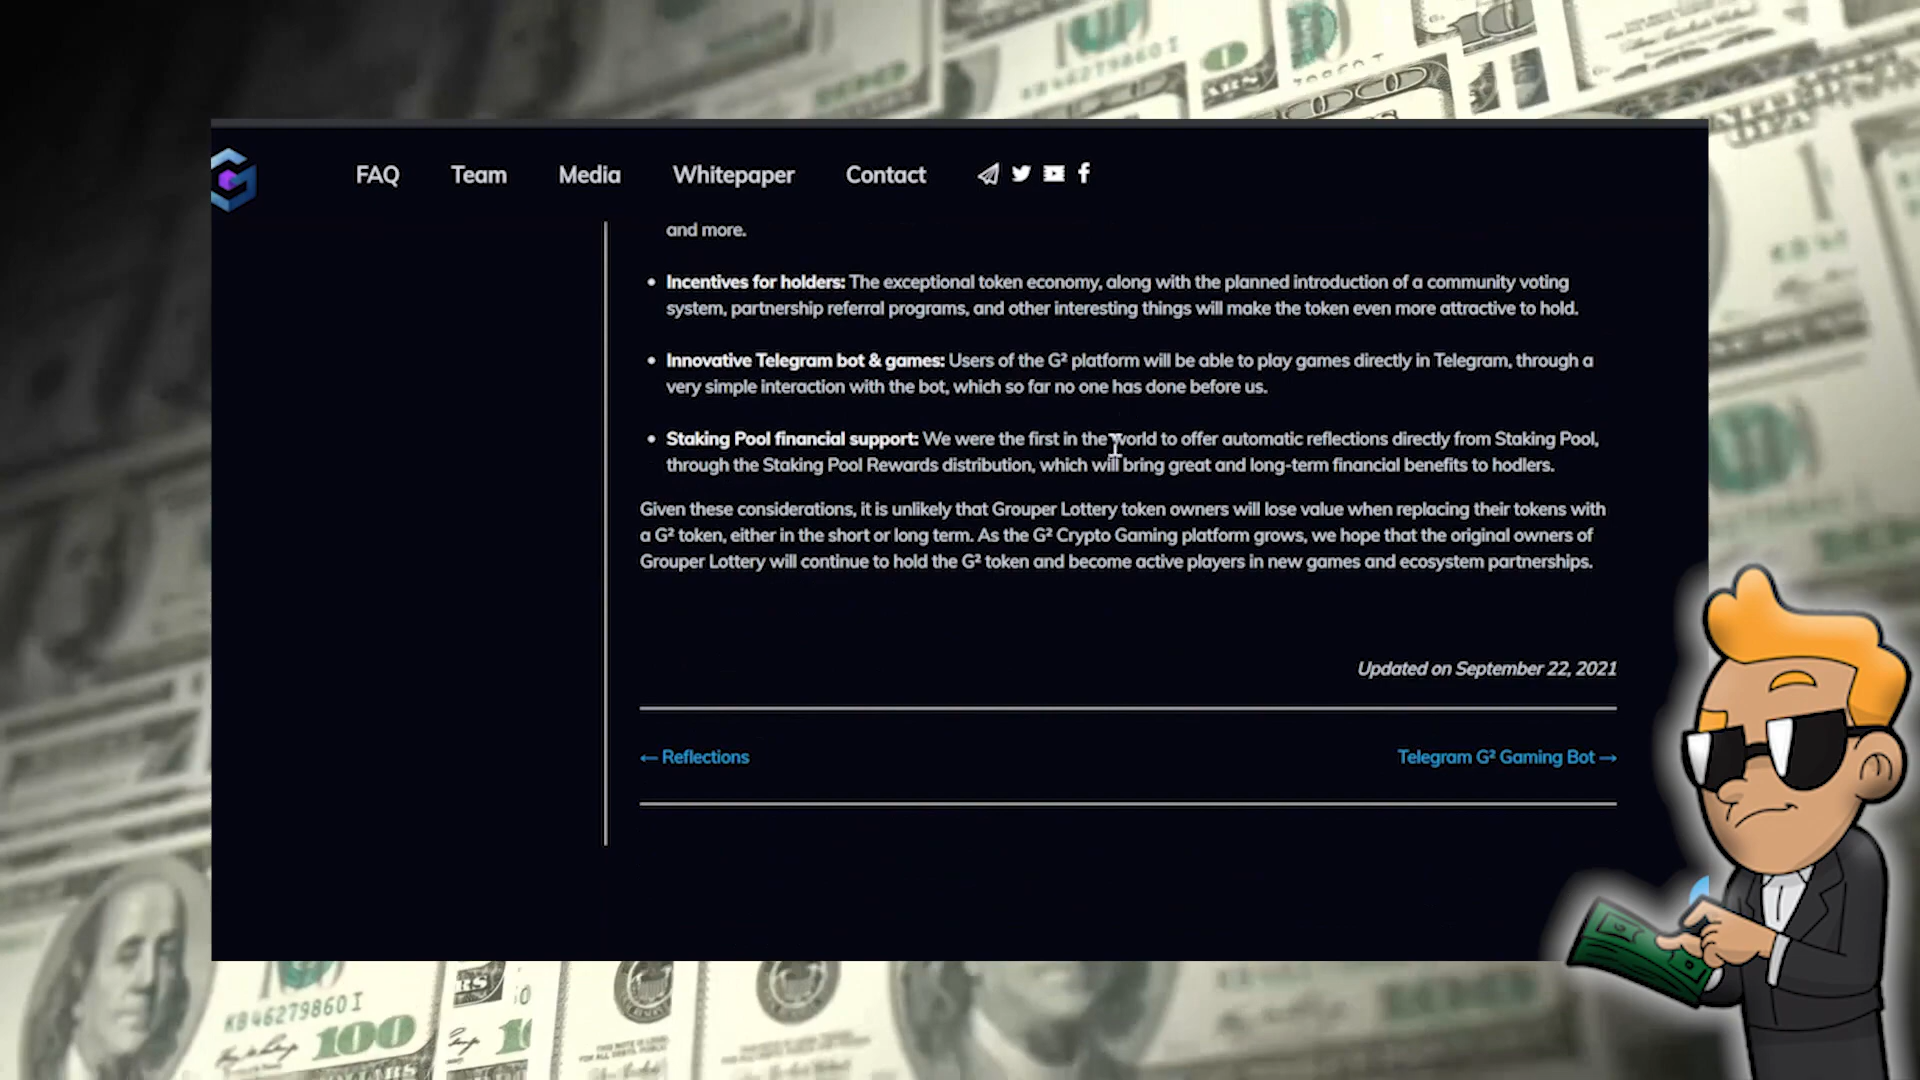 FAQ Team Media Whitepaper Contact
and more.
• Incentives for holders: The exceptional token economy, along with the planned introduction of a community voting
system, partnership referral programs, and other interesting things will make the token even more attractive to hold.
• Innovative Telegram bot & games: Users of the G² platform will be able to play games directly in Telegram, through a
very simple interaction with the bot, which so far no one has done before us.
• Staking Pool financial support: We were the first in the world to offer automatic reflections directly from Staking Pool,
through the Staking Pool Rewards distribution, which will bring great and long-term financial benefits to hodlers.
Given these considerations, it is unlikely that Grouper Lottery token owners will lose value when replacing their tokens with
a G² token, either in the short or long term. As the G² Crypto Gaming platform grows, we hope that the original owners of
Grouper Lottery will continue to hold the G² token and become active players in new games and ecosystem partnerships.
Updated on September 22, 2021
← Reflections
Telegram G² Gaming Bot →
KB46279860I
100